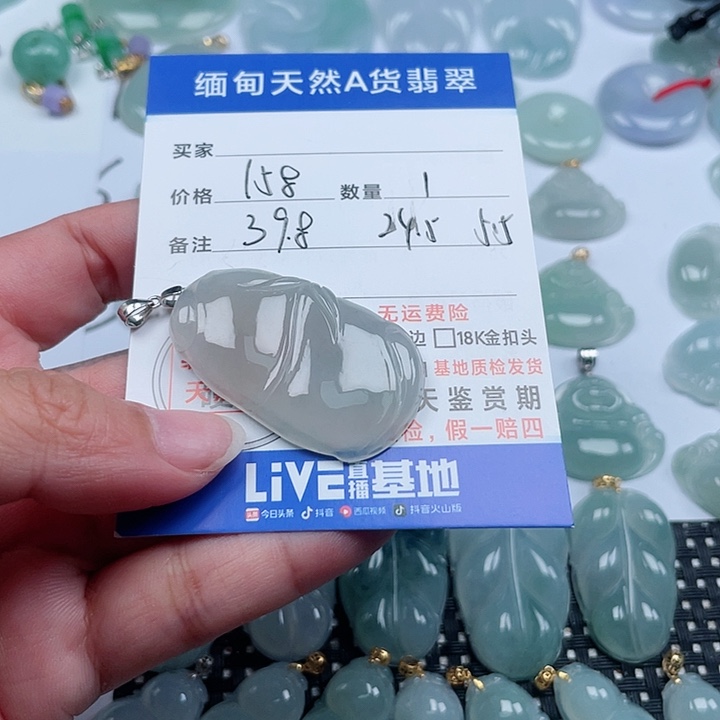 缅甸天然A货翡翠
买家
价格 158 数量 1
备注 39.8 24.5 5.5
无运费险
边 □18K金扣头
基地质检发货
天 天鉴赏期
检，假一赔四
LiVE直播基地
头条 今日头条 抖音 西瓜视频 抖音火山版